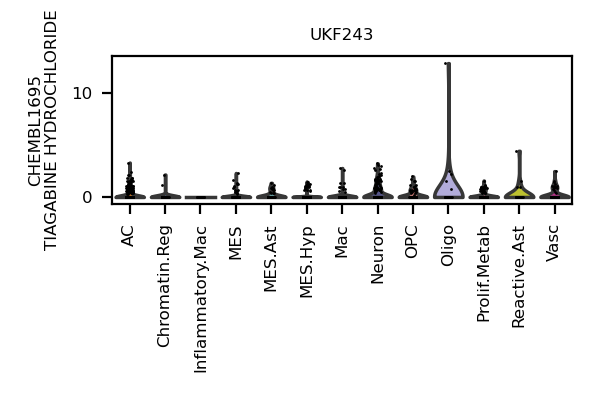 UKF243
CHEMBL1695
TIAGABINE HYDROCHLORIDE
10
0
AC
Chromatin.Reg
Inflammatory.Mac
MES
MES.Ast
MES.Hyp
Mac
Neuron
OPC
Oligo
Prolif.Metab
Reactive.Ast
Vasc